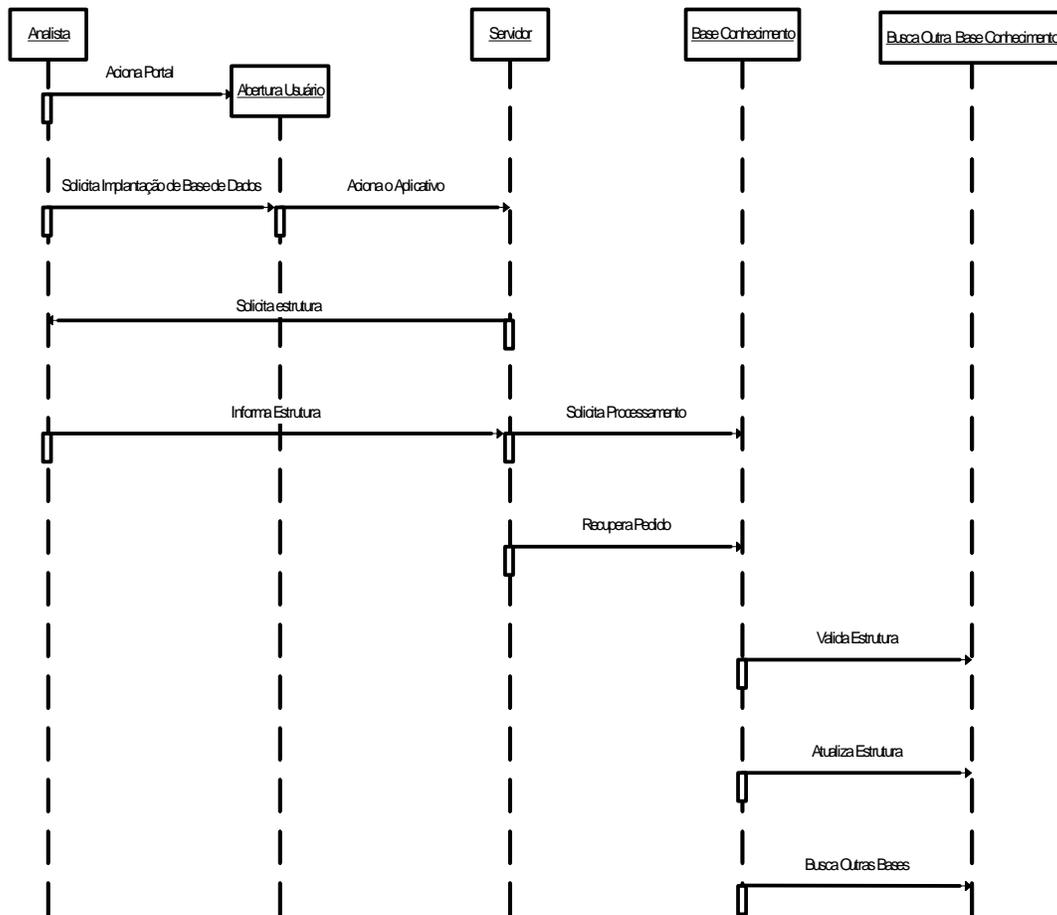 Analista
Servidor
Base Conhecimento
Busca Outra Base Conhecimento
Aciona Portal
Abertura Usuário
Solicita Implantação de Base de Dados
Aciona o Aplicativo
Solicita estrutura
Informa Estrutura
Solicita Processamento
Recupera Pedido
Valida Estrutura
Atualiza Estrutura
Busca Outras Bases